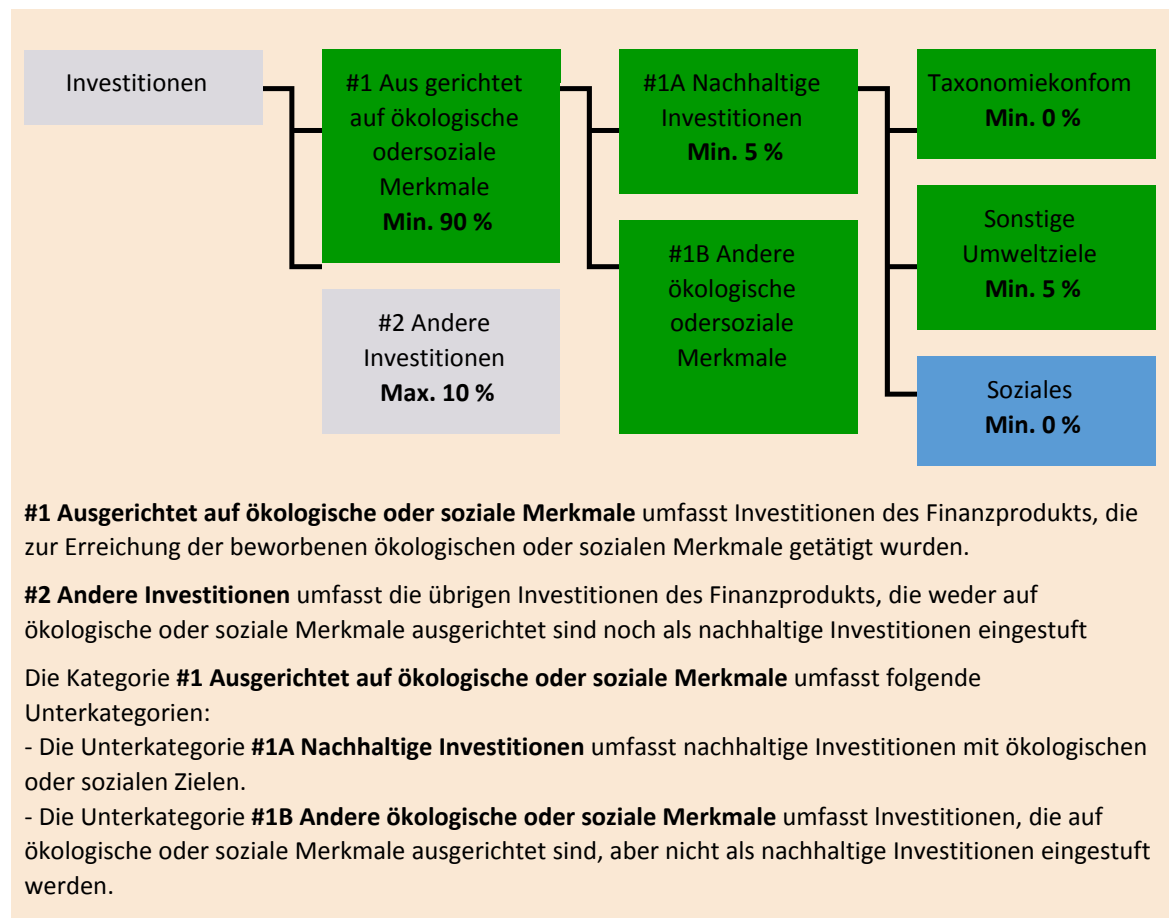 Investitionen
#1 Aus gerichtet
auf ökologische
odersoziale
Merkmale
Min. 90 %
#2 Andere
Investitionen
Max. 10 %
#1A Nachhaltige
Investitionen
Min. 5 %
#1B Andere
ökologische
odersoziale
Merkmale
Taxonomiekonfom
Min. 0 %
Sonstige
Umweltziele
Min. 5 %
Soziales
Min. 0 %
#1 Ausgerichtet auf ökologische oder soziale Merkmale umfasst Investitionen des Finanzprodukts, die
zur Erreichung der beworbenen ökologischen oder sozialen Merkmale getätigt wurden.
#2 Andere Investitionen umfasst die übrigen Investitionen des Finanzprodukts, die weder auf
ökologische oder soziale Merkmale ausgerichtet sind noch als nachhaltige Investitionen eingestuft
Die Kategorie #1 Ausgerichtet auf ökologische oder soziale Merkmale umfasst folgende
Unterkategorien:
- Die Unterkategorie #1A Nachhaltige Investitionen umfasst nachhaltige Investitionen mit ökologischen
oder sozialen Zielen.
- Die Unterkategorie #1B Andere ökologische oder soziale Merkmale umfasst lnvestitionen, die auf
ökologische oder soziale Merkmale ausgerichtet sind, aber nicht als nachhaltige Investitionen eingestuft
werden.